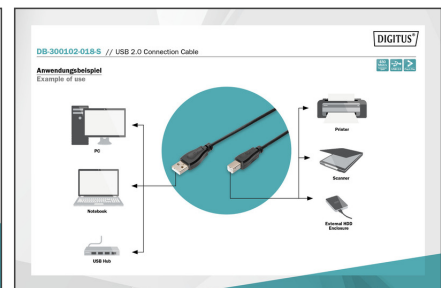 DIGITUS®
DB-300102-018-S // USB 2.0 Connection Cable
Anwendungsbeispiel
Example of use
PC
Printer
Notebook
Scanner
USB Hub
External HDD
Enclosure